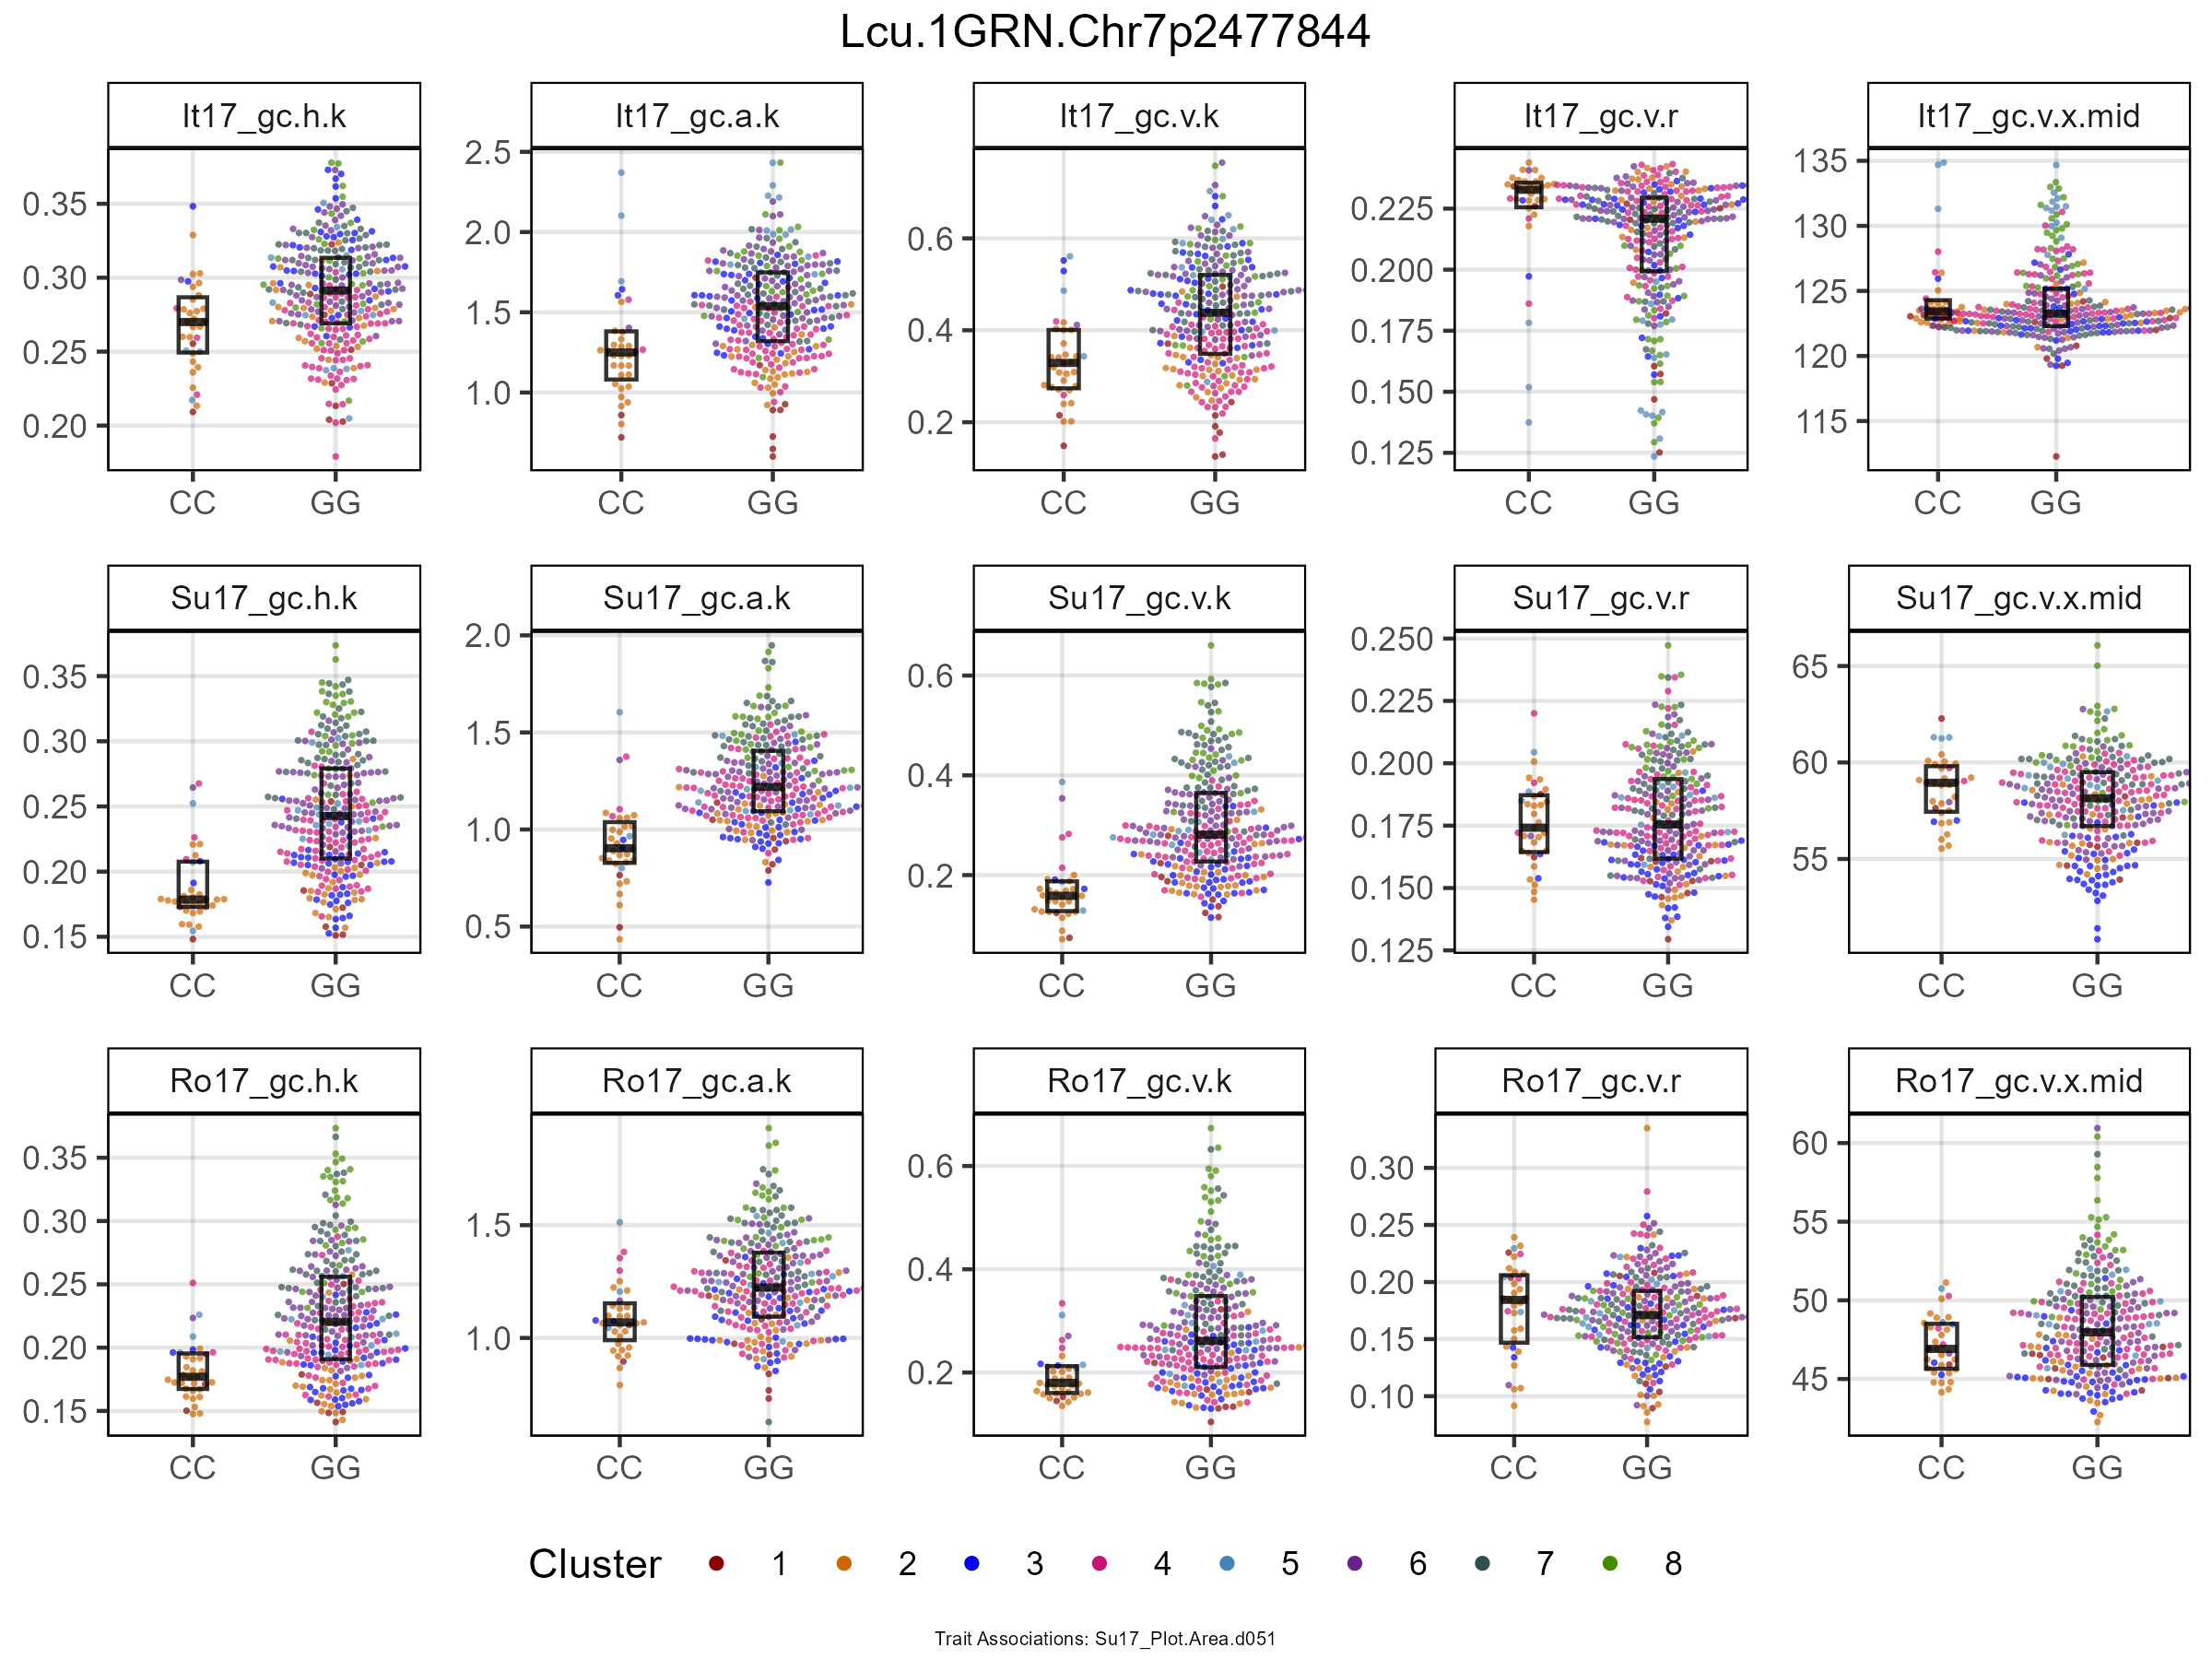 Lcu.1GRN.Chr7p2477844
It17_gc.h.k It17_gc.a.k It17_gc.v.k It17_gc.v.r It17_gc.v.x.mid
0.35 0.30 0.25 0.20 2.5 2.0 1.5 1.0 0.6 0.4 0.2 0.225 0.200 0.175 0.150 0.125 135 130 125 120 115
CC GG CC GG CC GG CC GG CC GG
Su17_gc.h.k Su17_gc.a.k Su17_gc.v.k Su17_gc.v.r Su17_gc.v.x.mid
0.35 0.30 0.25 0.20 0.15 2.0 1.5 1.0 0.5 0.6 0.4 0.2 0.250 0.225 0.200 0.175 0.150 0.125 65 60 55
CC GG CC GG CC GG CC GG CC GG
Ro17_gc.h.k Ro17_gc.a.k Ro17_gc.v.k Ro17_gc.v.r Ro17_gc.v.x.mid
0.35 0.30 0.25 0.20 0.15 1.5 1.0 0.6 0.4 0.2 0.30 0.25 0.20 0.15 0.10 60 55 50 45
CC GG CC GG CC GG CC GG CC GG
Cluster 1 2 3 4 5 6 7 8
Trait Associations: Su17_Plot.Area.d051